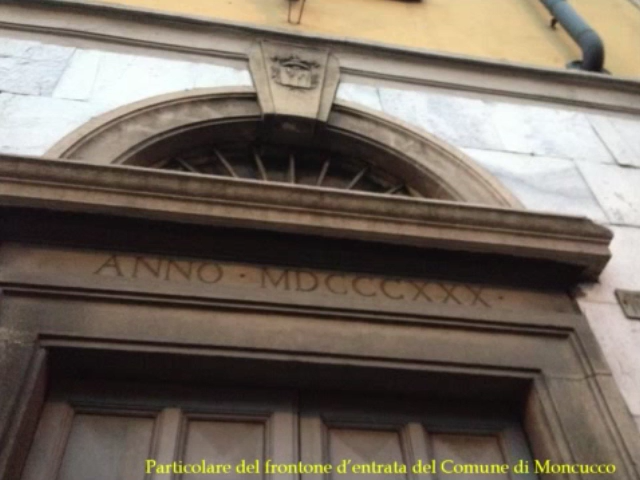 ANNO · MDCCCXXX ·
Particolare del frontone d'entrata del Comune di Moncucco